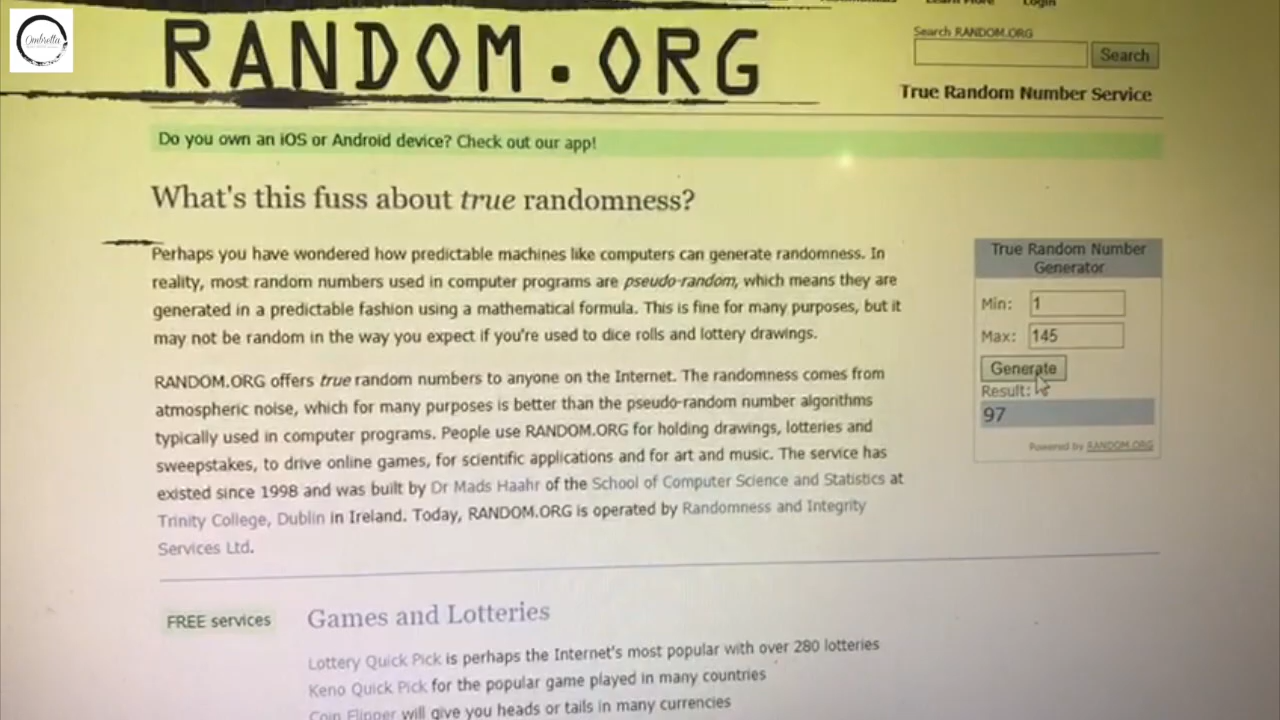 Ombrella
Learn More Login
RANDOM.ORG
Search RANDOM.ORG
Search
True Random Number Service
Do you own an iOS or Android device? Check out our app!
What's this fuss about true randomness?
Perhaps you have wondered how predictable machines like computers can generate randomness. In
reality, most random numbers used in computer programs are pseudo-random, which means they are
generated in a predictable fashion using a mathematical formula. This is fine for many purposes, but it
may not be random in the way you expect if you're used to dice rolls and lottery drawings.
RANDOM.ORG offers true random numbers to anyone on the Internet. The randomness comes from
atmospheric noise, which for many purposes is better than the pseudo-random number algorithms
typically used in computer programs. People use RANDOM.ORG for holding drawings, lotteries and
sweepstakes, to drive online games, for scientific applications and for art and music. The service has
existed since 1998 and was built by Dr Mads Haahr of the School of Computer Science and Statistics at
Trinity College, Dublin in Ireland. Today, RANDOM.ORG is operated by Randomness and Integrity
Services Ltd.
True Random Number
Generator
Min: 1
Max: 145
Generate
Result:
97
Powered by RANDOM.ORG
FREE services
Games and Lotteries
Lottery Quick Pick is perhaps the Internet's most popular with over 280 lotteries
Keno Quick Pick for the popular game played in many countries
Coin Flipper will give you heads or tails in many currencies